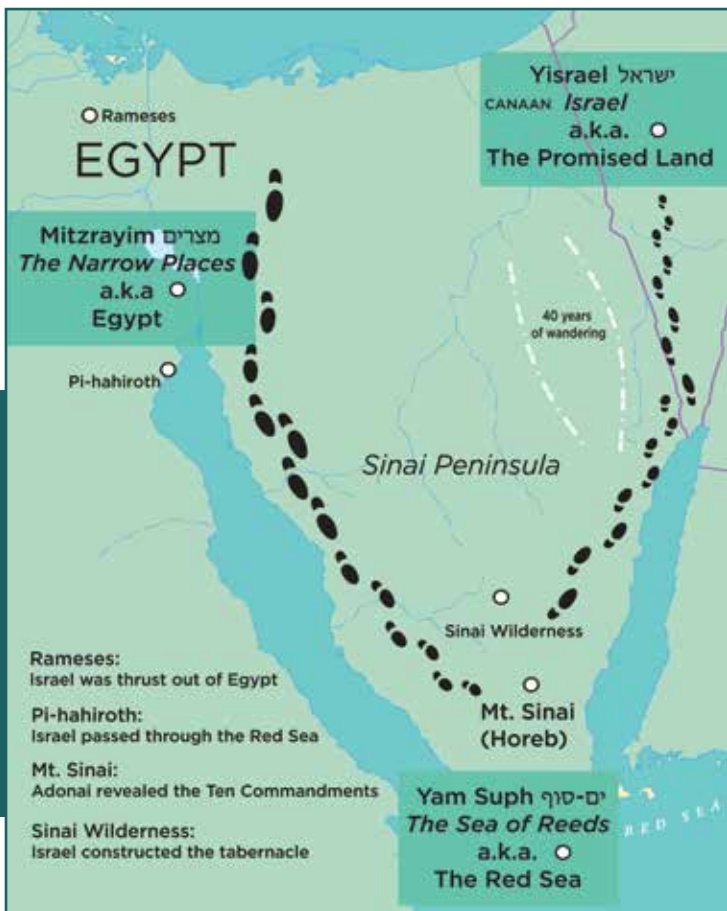 Rameses
EGYPT
Yisrael ישראל
CANAAN Israel
a.k.a.
The Promised Land
Mitzrayim מצרים
The Narrow Places
a.k.a
Egypt
40 years
of wandering
Pi-hahiroth
Sinai Peninsula
Sinai Wilderness
Mt. Sinai
(Horeb)
Rameses:
Israel was thrust out of Egypt
Pi-hahiroth:
Israel passed through the Red Sea
Mt. Sinai:
Adonai revealed the Ten Commandments
Sinai Wilderness:
Israel constructed the tabernacle
Yam Suph ים-סוף
The Sea of Reeds
a.k.a.
The Red Sea
RED SEA